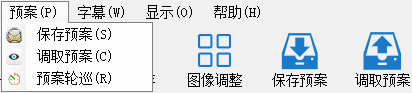 预案(P) 字幕(W) 显示(O) 帮助(H)
保存预案(S)
调取预案(C)
预案轮巡(R)
图像调整 保存预案 调取预案